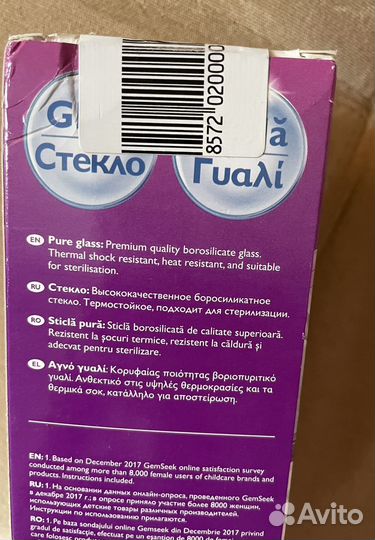 8572-020000
G
ă
Стекло
Γυαλί
EN Pure glass: Premium quality borosilicate glass.
Thermal shock resistant, heat resistant, and suitable
for sterilisation.
RU Стекло: Высококачественное боросиликатное
стекло. Термостойкое, подходит для стерилизации.
RO Sticlă pură: Sticlă borosilicată de calitate superioară.
Rezistent la șocuri termice, rezistent la căldură și
adecvat pentru sterilizare.
EL Αγνό γυαλί: Κορυφαίας ποιότητας βοριοπυριτικό
γυαλί. Ανθεκτικό στις υψηλές θερμοκρασίες και τα
θερμικά σοκ, κατάλληλο για αποστείρωση.
EN: 1. Based on December 2017 GemSeek online satisfaction survey
conducted among more than 8,000 female users of childcare brands and
products. Instructions included.
RU: 1. На основании данных онлайн-опроса, проведенного GemSeek
в декабре 2017 г.; в опросе приняло участие более 8000 женщин,
использующих детские товары различных производителей.
Инструкции по использованию прилагаются.
RO: 1. Pe baza sondajului online GemSeek din Decembrie 2017 privind
gradul de satisfacție, efectuat pe un eșantion de 8000 de
care folosesc
Avito